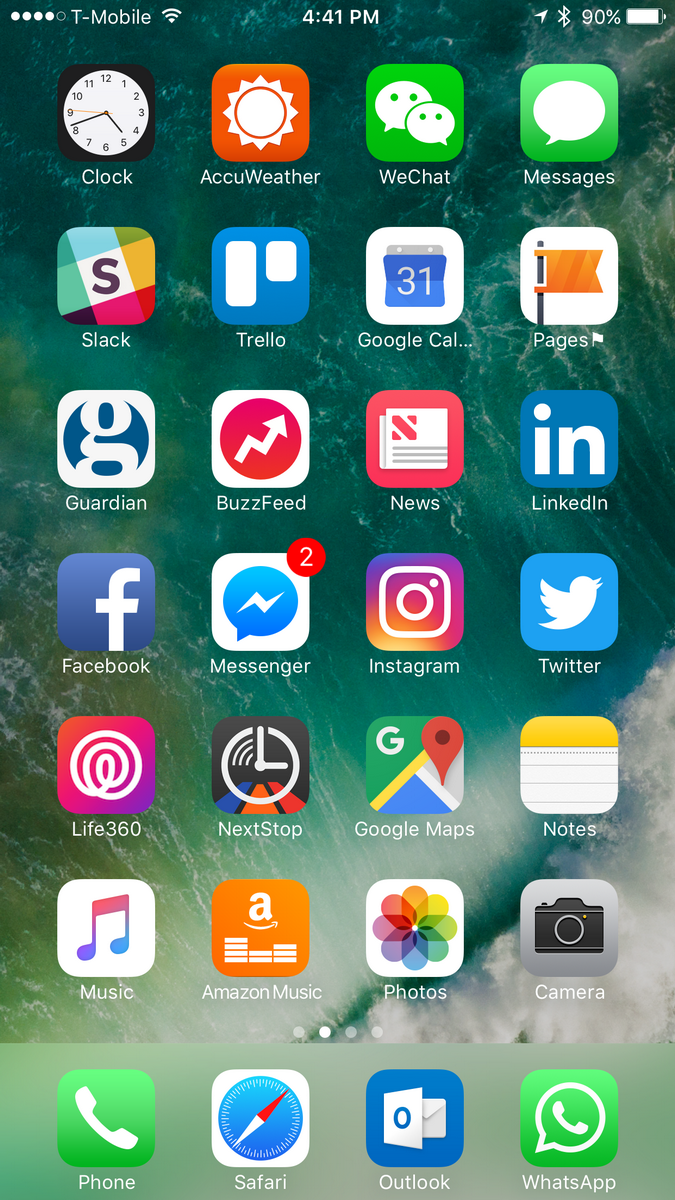 T-Mobile 4:41 PM 90%
12
11 1
10 2
9 3
8 4
7 5
6
Clock AccuWeather WeChat Messages
S 31
Slack Trello Google Cal... Pages⚑
g in
Guardian BuzzFeed News LinkedIn
f 2
Facebook Messenger Instagram Twitter
G
Life360 NextStop Google Maps Notes
a
Music Amazon Music Photos Camera
O
Phone Safari Outlook WhatsApp